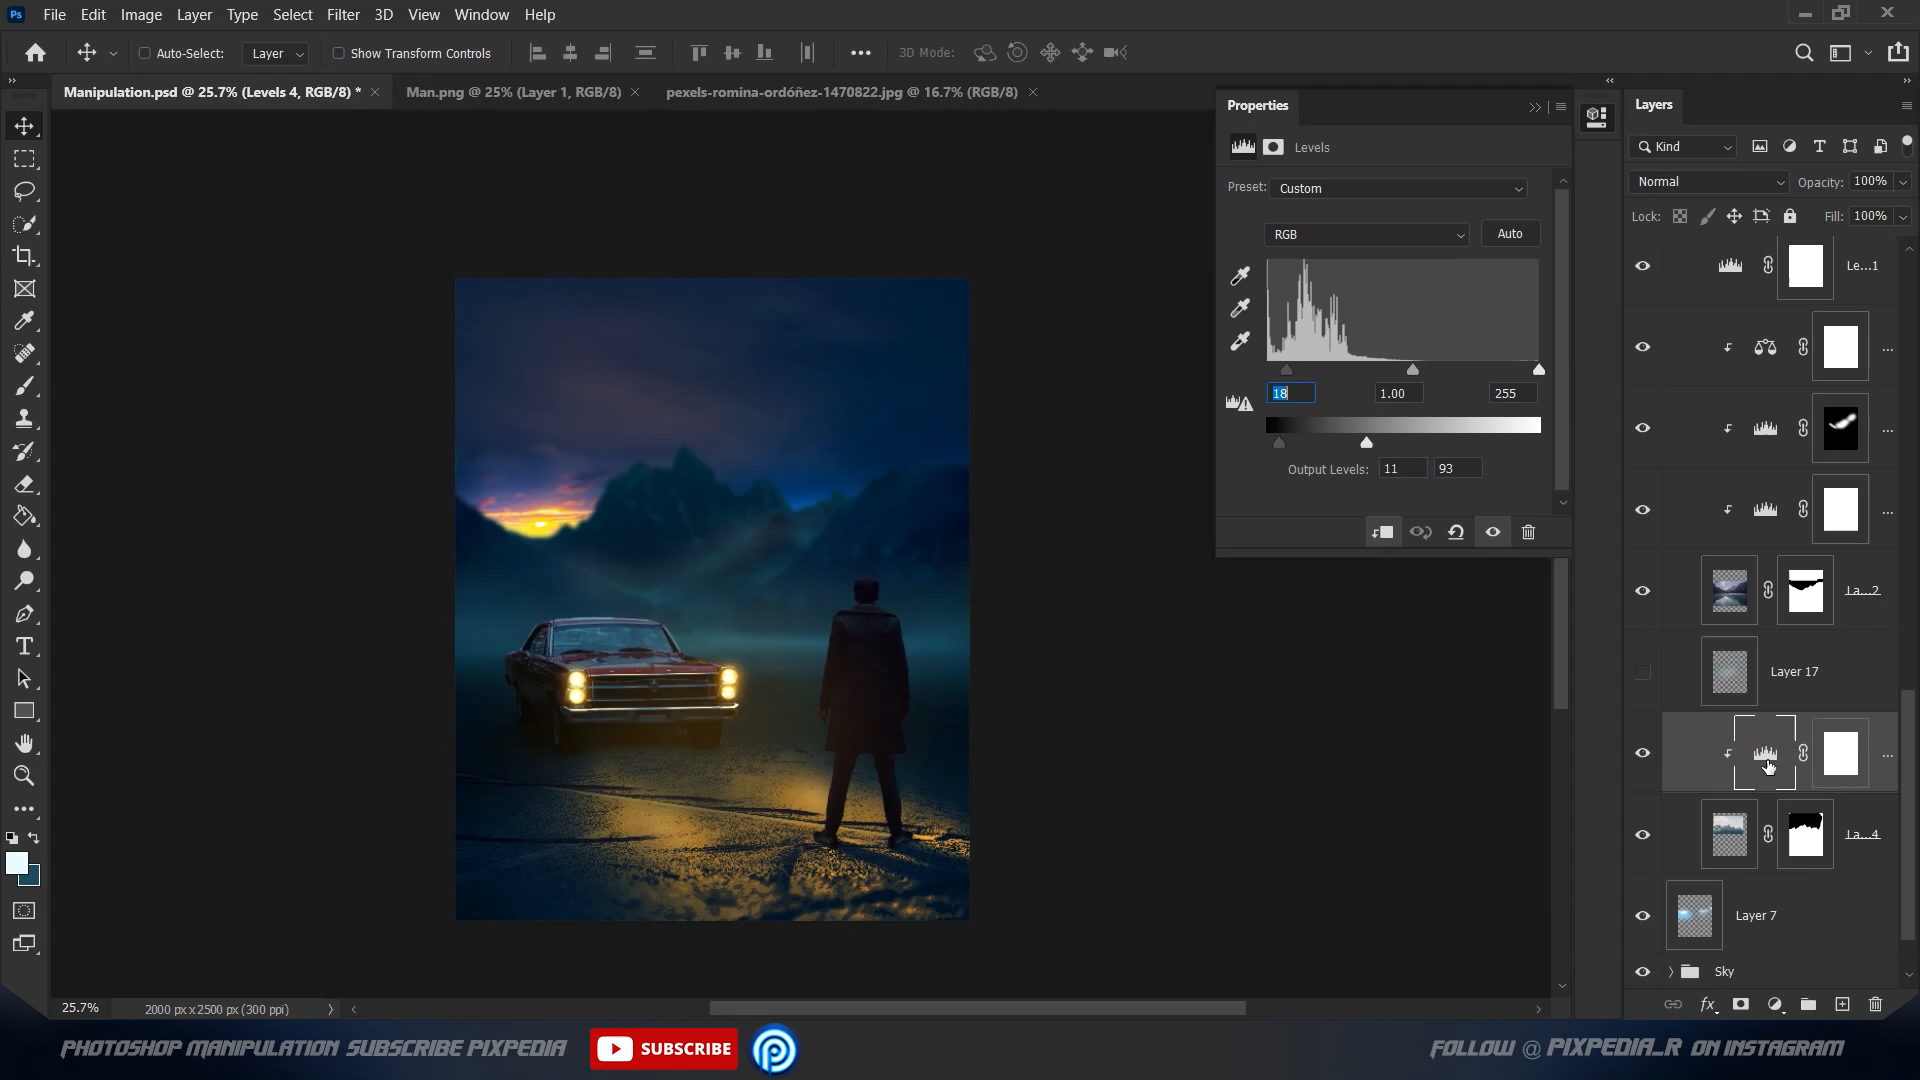 Ps File Edit Image Layer Type Select Filter 3D View Window Help
Auto-Select: Layer Show Transform Controls ••• 3D Mode:
Manipulation.psd @ 25.7% (Levels 4, RGB/8) * × Man.png @ 25% (Layer 1, RGB/8) × pexels-romina-ordóñez-1470822.jpg @ 16.7% (RGB/8) ×
Properties
Levels
Preset: Custom
RGB Auto
18 1.00 255
Output Levels: 11 93
Layers
Kind
Normal Opacity: 100%
Lock: Fill: 100%
Le...1
...
...
...
La...2
Layer 17
...
La...4
Layer 7
Sky
fx
25.7% 2000 px x 2500 px (300 ppi)
PHOTOSHOP MANIPULATION SUBSCRIBE PIXPEDIA SUBSCRIBE FOLLOW @ PIXPEDIA_R ON INSTAGRAM